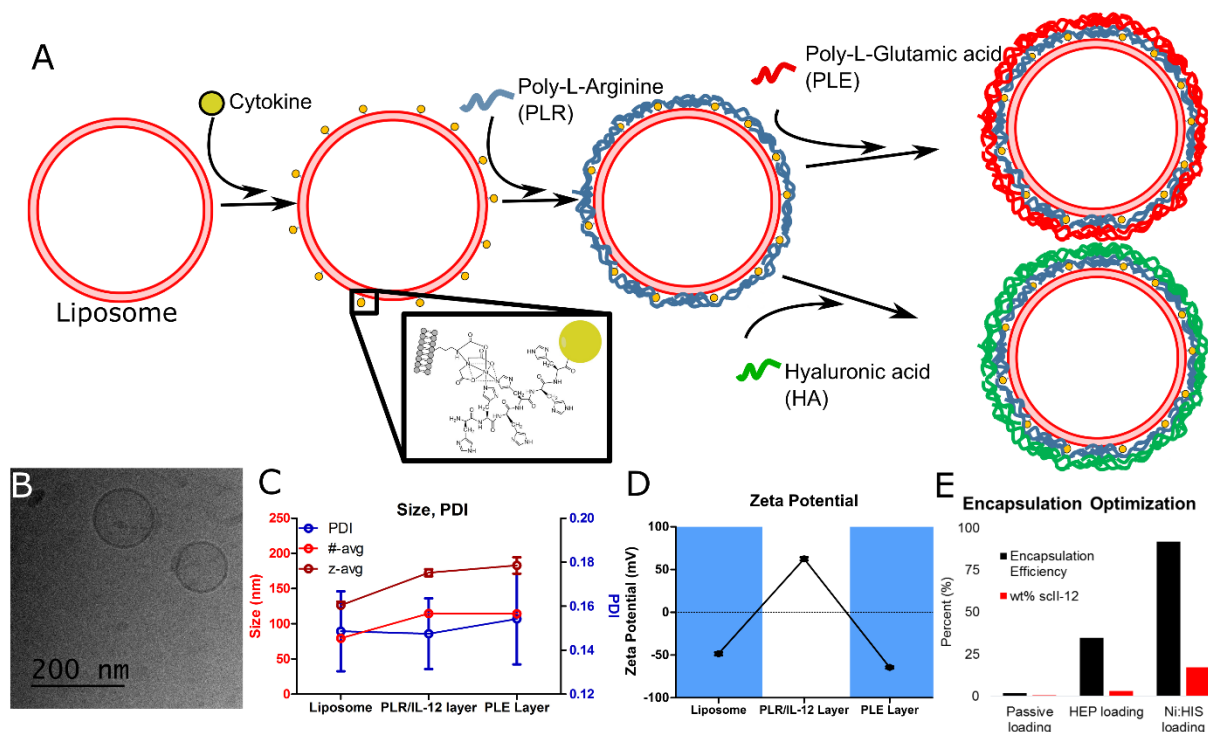 A
Cytokine
Liposome
Poly-L-Arginine
(PLR)
Poly-L-Glutamic acid
(PLE)
Hyaluronic acid
(HA)
B
200 nm
C
Size, PDI
PDI
#-avg
z-avg
Size (nm)
250
200
150
100
50
0
PDI
0.20
0.18
0.16
0.14
0.12
Liposome
PLR/IL-12 layer
PLE Layer
D
Zeta Potential
Zeta Potential (mV)
100
50
0
-50
-100
Liposome
PLR/IL-12 Layer
PLE Layer
E
Encapsulation Optimization
Percent (%)
100
75
50
25
0
Encapsulation
Efficiency
wt% scIl-12
Passive
loading
HEP loading
Ni:HIS
loading